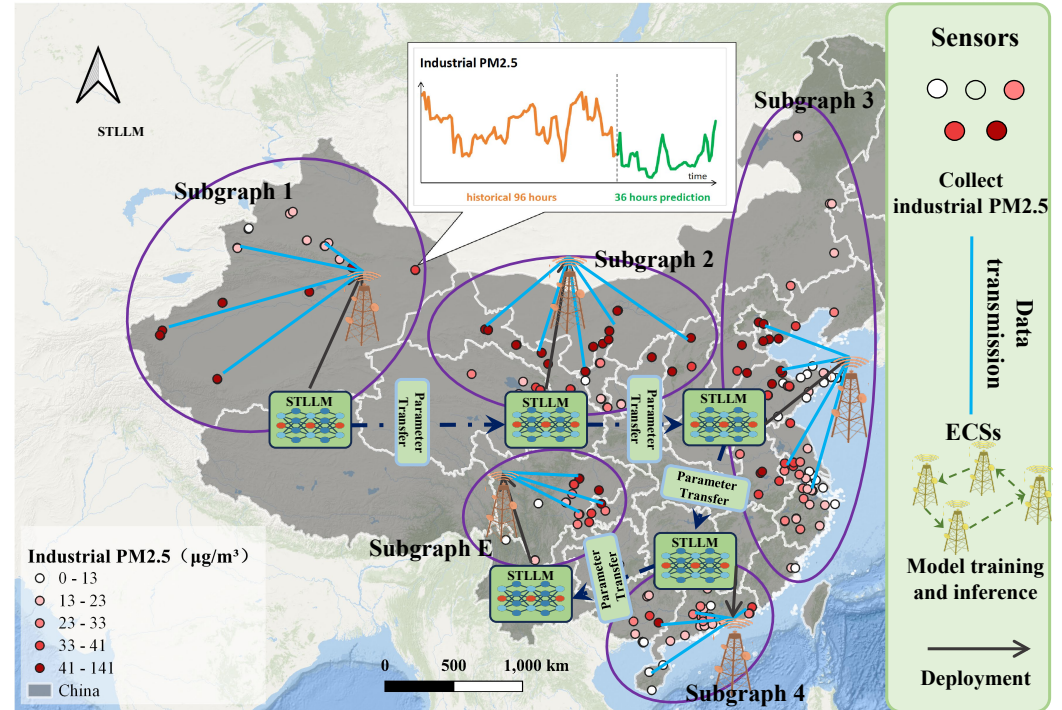 Industrial PM2.5
time
historical 96 hours
36 hours prediction
STLLM
Subgraph 1
Subgraph 2
Subgraph 3
STLLM
Parameter
Transfer
STLLM
Parameter
Transfer
STLLM
Parameter
Transfer
STLLM
Parameter
Transfer
STLLM
Subgraph E
Subgraph 4
Industrial PM2.5（μg/m³）
0 - 13
13 - 23
23 - 33
33 - 41
41 - 141
China
0
500
1,000 km
Sensors
Collect
industrial PM2.5
Data
transmission
ECSs
Model training
and inference
Deployment